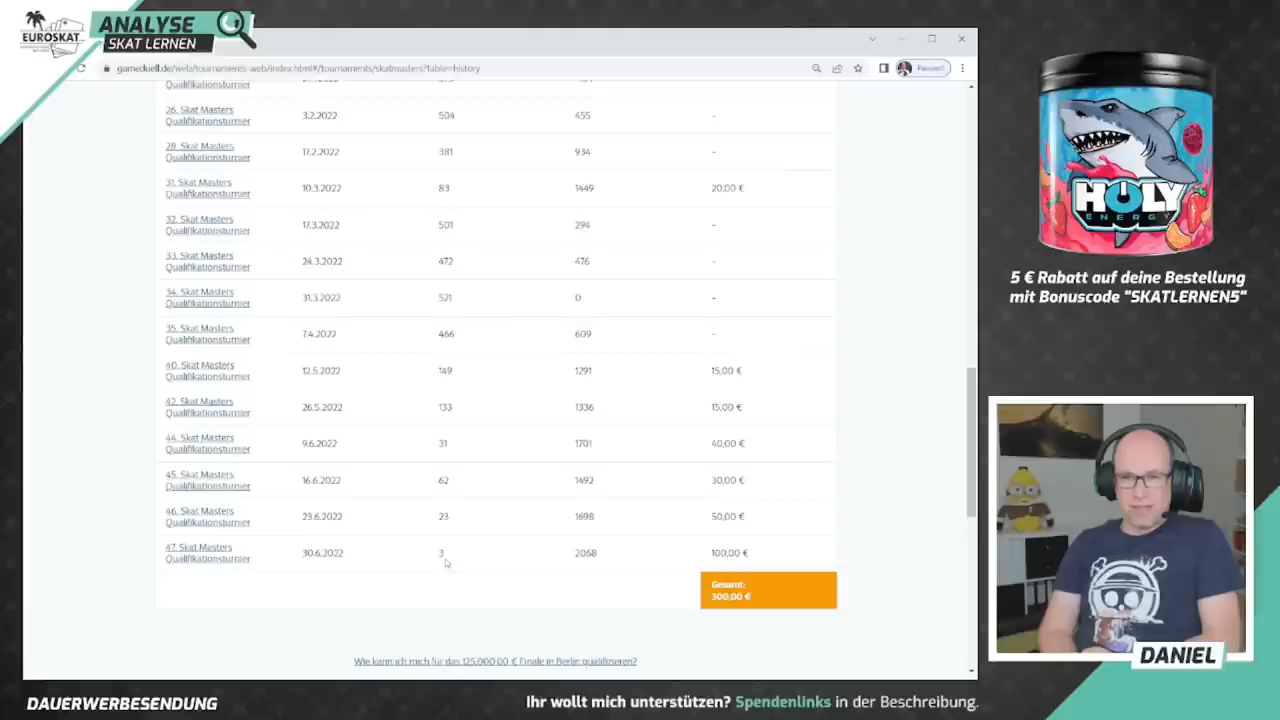 EUROSKAT
ANALYSE
SKAT LERNEN
gameduell.de/web/tournaments-web/index.html#/tournaments/skatmasters?table=history
Pausiert
Qualifikationsturnier
26. Skat Masters
Qualifikationsturnier 3.2.2022 504 455 -
28. Skat Masters
Qualifikationsturnier 17.2.2022 381 934 -
31. Skat Masters
Qualifikationsturnier 10.3.2022 83 1449 20,00 €
32. Skat Masters
Qualifikationsturnier 17.3.2022 501 294 -
33. Skat Masters
Qualifikationsturnier 24.3.2022 472 476 -
34. Skat Masters
Qualifikationsturnier 31.3.2022 521 0 -
35. Skat Masters
Qualifikationsturnier 7.4.2022 466 609 -
40. Skat Masters
Qualifikationsturnier 12.5.2022 149 1291 15,00 €
42. Skat Masters
Qualifikationsturnier 26.5.2022 133 1336 15,00 €
44. Skat Masters
Qualifikationsturnier 9.6.2022 31 1701 40,00 €
45. Skat Masters
Qualifikationsturnier 16.6.2022 62 1492 30,00 €
46. Skat Masters
Qualifikationsturnier 23.6.2022 23 1698 50,00 €
47. Skat Masters
Qualifikationsturnier 30.6.2022 3 2068 100,00 €
Gesamt:
300,00 €
Wie kann ich mich für das 125.000,00 € Finale in Berlin qualifizieren?
HOLY
ENERGY
5 € Rabatt auf deine Bestellung
mit Bonuscode "SKATLERNEN5"
DANIEL
DAUERWERBESENDUNG
Ihr wollt mich unterstützen? Spendenlinks in der Beschreibung.